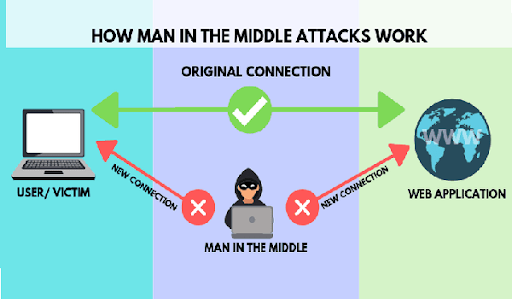 HOW MAN IN THE MIDDLE ATTACKS WORK
ORIGINAL CONNECTION
WWW
USER/ VICTIM
NEW CONNECTION
NEW CONNECTION
WEB APPLICATION
MAN IN THE MIDDLE